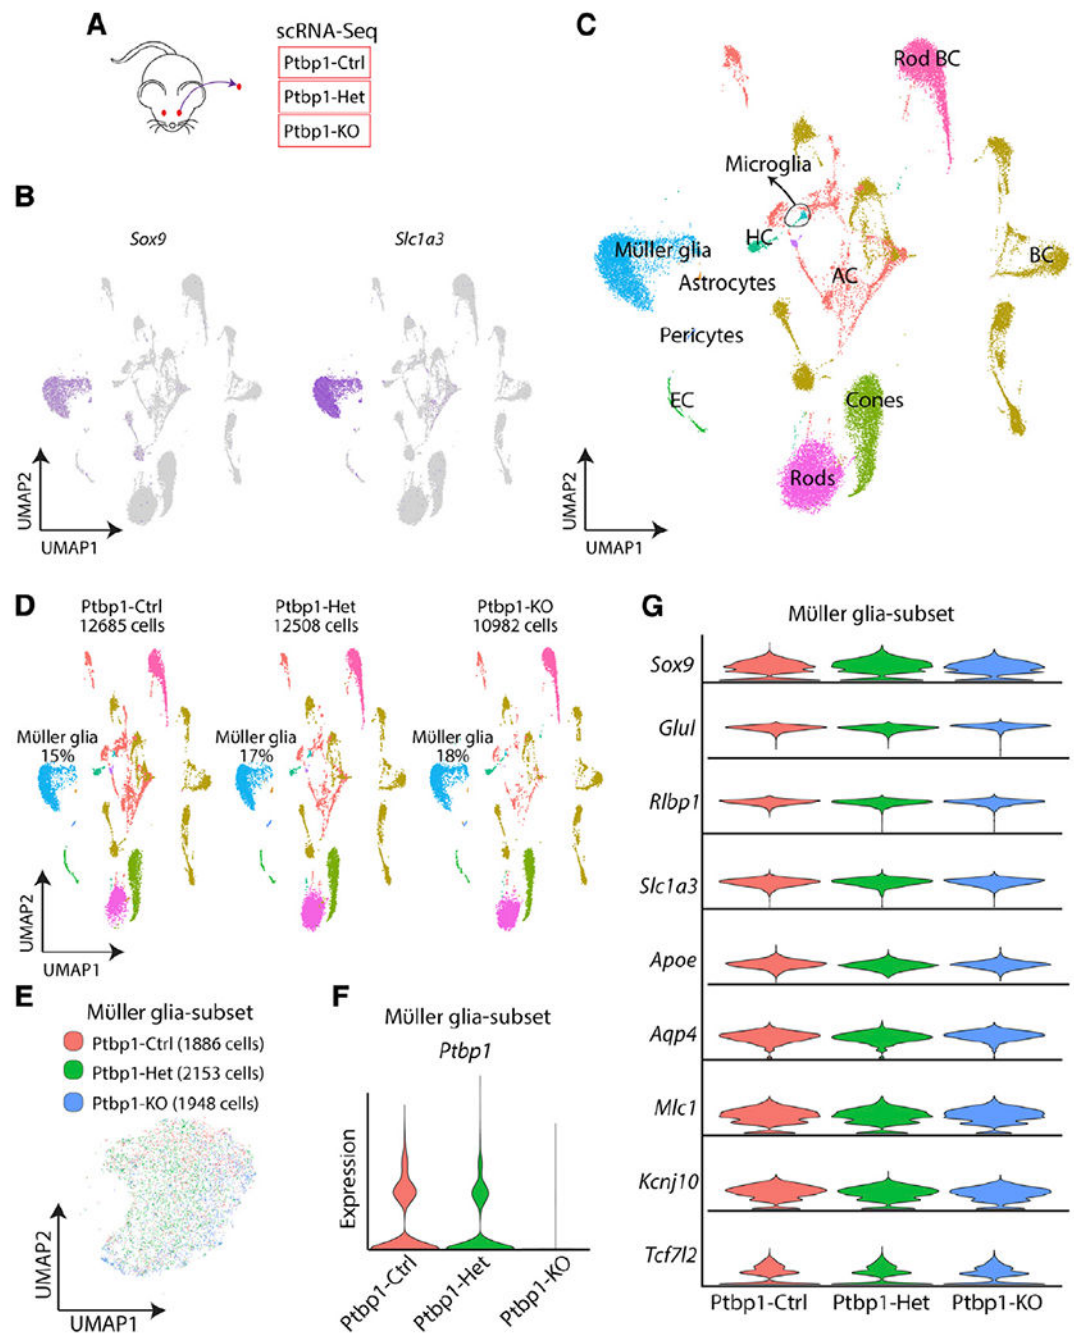 A
scRNA-Seq
Ptbp1-Ctrl
Ptbp1-Het
Ptbp1-KO
B
Sox9
Slc1a3
UMAP2
UMAP1
C
Rod BC
Microglia
HC
Müller glia
BC
Astrocytes
AC
Pericytes
EC
Cones
Rods
UMAP2
UMAP1
D
Ptbp1-Ctrl
12685 cells
Ptbp1-Het
12508 cells
Ptbp1-KO
10982 cells
Müller glia
15%
Müller glia
17%
Müller glia
18%
UMAP2
UMAP1
E
Müller glia-subset
Ptbp1-Ctrl (1886 cells)
Ptbp1-Het (2153 cells)
Ptbp1-KO (1948 cells)
UMAP2
UMAP1
F
Müller glia-subset
Ptbp1
Expression
Ptbp1-Ctrl
Ptbp1-Het
Ptbp1-KO
G
Müller glia-subset
Sox9
Glul
Rlbp1
Slc1a3
Apoe
Aqp4
Mlc1
Kcnj10
Tcf7l2
Ptbp1-Ctrl
Ptbp1-Het
Ptbp1-KO